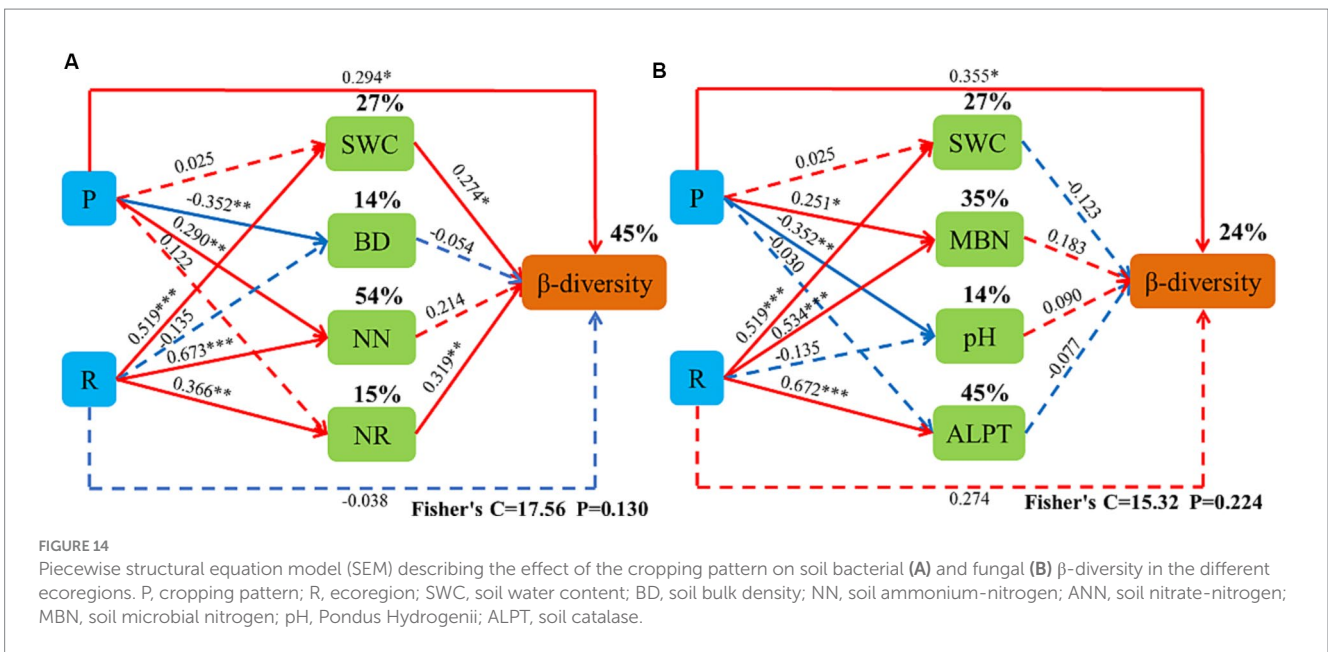 A
0.294*
27%
SWC
0.025
P
-0.352**
0.290**
0.122
14%
BD
0.274*
-0.054
45%
β-diversity
54%
NN
0.214
0.519***
-0.135
0.673***
R
0.366**
15%
NR
0.319**
-0.038
Fisher's C=17.56 P=0.130
B
0.355*
27%
SWC
0.025
P
0.251*
-0.352**
-0.030
35%
MBN
-0.123
0.183
24%
β-diversity
14%
pH
0.090
0.519***
0.534***
-0.135
R
0.672***
45%
ALPT
-0.077
0.274
Fisher's C=15.32 P=0.224
FIGURE 14
Piecewise structural equation model (SEM) describing the effect of the cropping pattern on soil bacterial (A) and fungal (B) β-diversity in the different
ecoregions. P, cropping pattern; R, ecoregion; SWC, soil water content; BD, soil bulk density; NN, soil ammonium-nitrogen; ANN, soil nitrate-nitrogen;
MBN, soil microbial nitrogen; pH, Pondus Hydrogenii; ALPT, soil catalase.